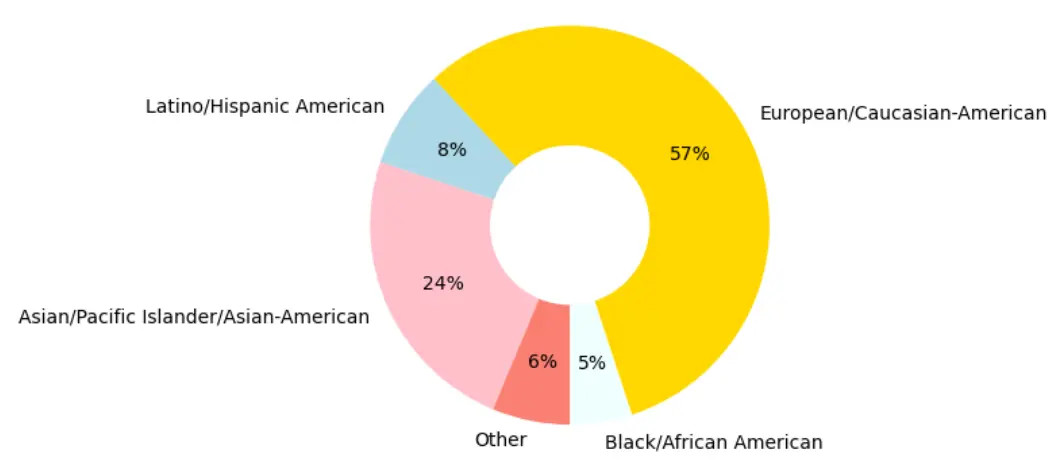 Latino/Hispanic American
8%
European/Caucasian-American
57%
Asian/Pacific Islander/Asian-American
24%
Other
6%
Black/African American
5%